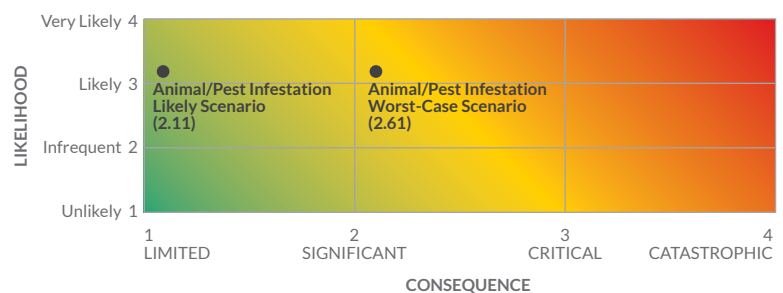 Very Likely 4
Likely 3
Infrequent 2
Unlikely 1
LIKELIHOOD
Animal/Pest Infestation
Likely Scenario
(2.11)
Animal/Pest Infestation
Worst-Case Scenario
(2.61)
1 2 3 4
LIMITED SIGNIFICANT CRITICAL CATASTROPHIC
CONSEQUENCE